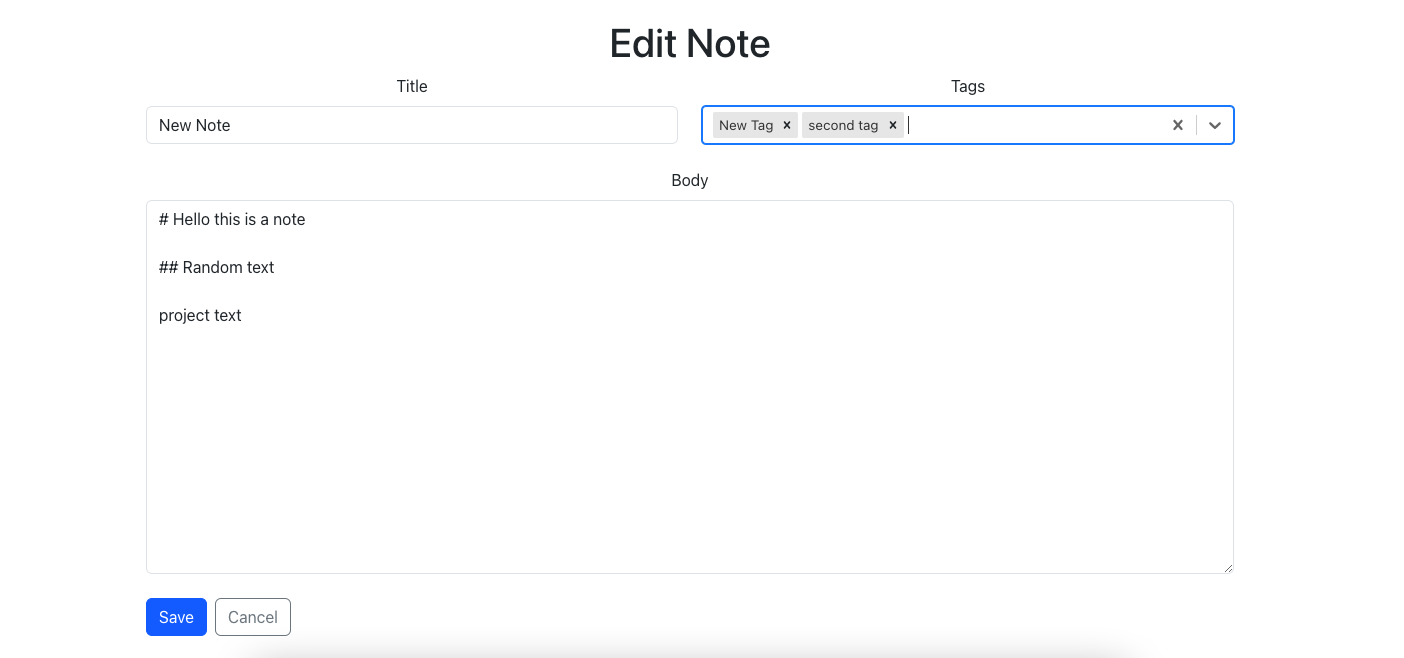 Edit Note
Title
Tags
New Note
New Tag second tag
Body
# Hello this is a note
## Random text
project text
Save Cancel